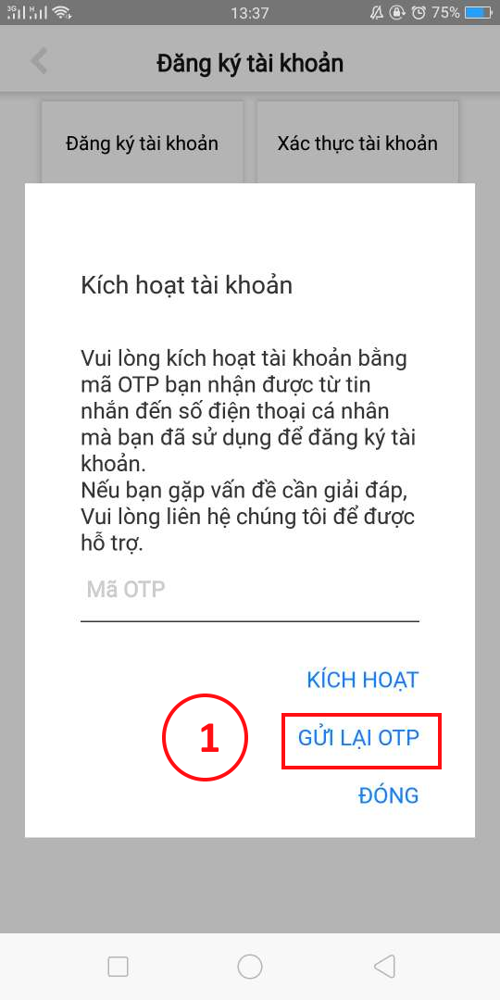 3G H 13:37 75%
Đăng ký tài khoản
Đăng ký tài khoản Xác thực tài khoản
Kích hoạt tài khoản
Vui lòng kích hoạt tài khoản bằng
mã OTP bạn nhận được từ tin
nhắn đến số điện thoại cá nhân
mà bạn đã sử dụng để đăng ký tài
khoản.
Nếu bạn gặp vấn đề cần giải đáp,
Vui lòng liên hệ chúng tôi để được
hỗ trợ.
Mã OTP
KÍCH HOẠT
1 GỬI LẠI OTP
ĐÓNG